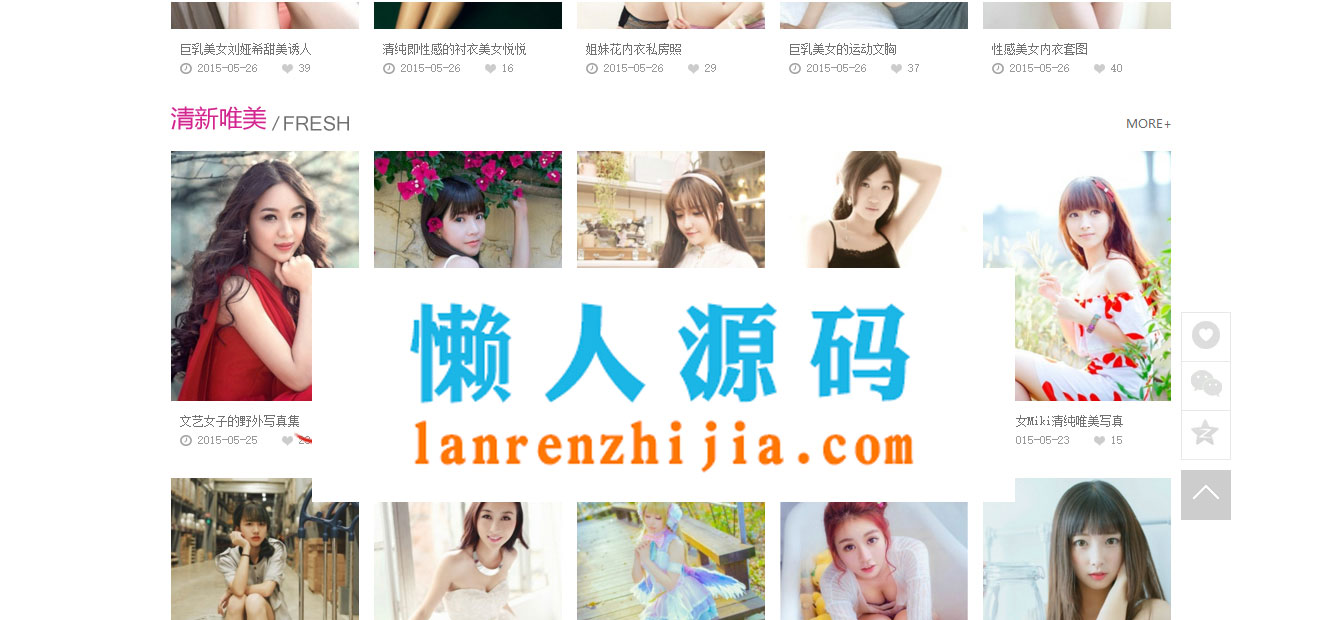 巨乳美女刘娅希甜美诱人
2015-05-26 39
清纯即性感的衬衣美女悦悦
2015-05-26 16
姐妹花内衣私房照
2015-05-26 29
巨乳美女的运动文胸
2015-05-26 37
性感美女内衣套图
2015-05-26 40
清新唯美 / FRESH
MORE+
懒人源码
lanrenzhijia.com
文艺女子的野外写真集
2015-05-25
女Miki清纯唯美写真
015-05-23 15